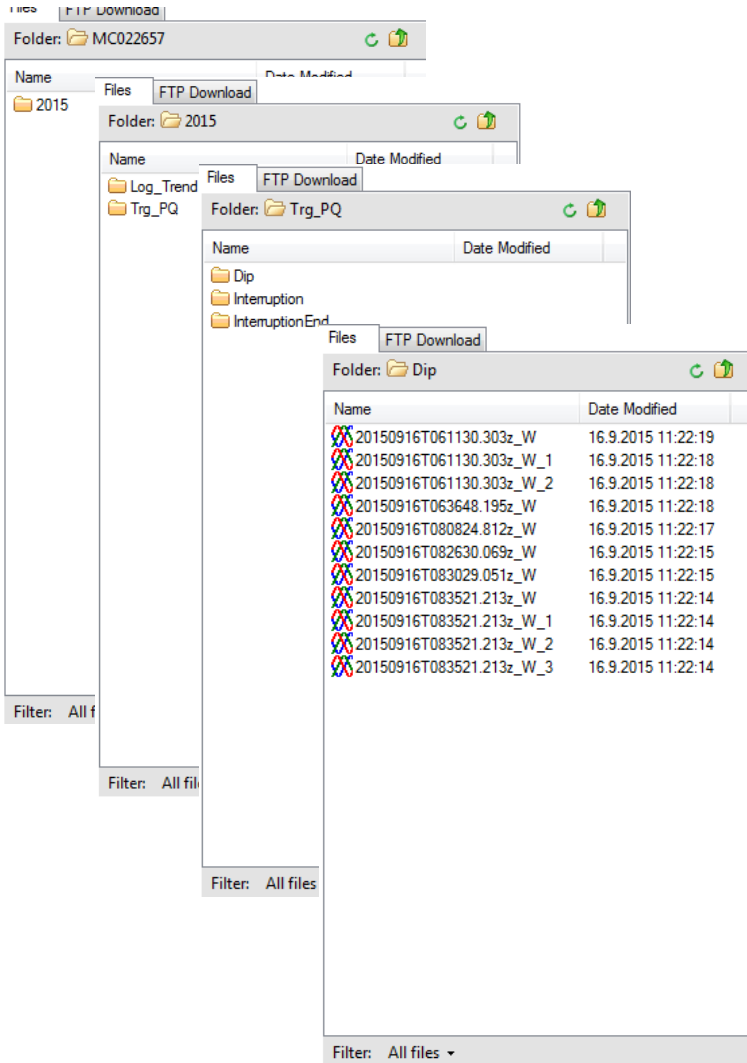 Files FTP Download
Folder: MC022657
Name Date Modified
2015
Filter: All f
Files FTP Download
Folder: 2015
Name Date Modified
Log_Trend
Trg_PQ
Filter: All file
Files FTP Download
Folder: Trg_PQ
Name Date Modified
Dip
Interruption
InterruptionEnd
Filter: All files
Files FTP Download
Folder: Dip
Name Date Modified
20150916T061130.303z_W 16.9.2015 11:22:19
20150916T061130.303z_W_1 16.9.2015 11:22:18
20150916T061130.303z_W_2 16.9.2015 11:22:18
20150916T063648.195z_W 16.9.2015 11:22:18
20150916T080824.812z_W 16.9.2015 11:22:17
20150916T082630.069z_W 16.9.2015 11:22:15
20150916T083029.051z_W 16.9.2015 11:22:15
20150916T083521.213z_W 16.9.2015 11:22:14
20150916T083521.213z_W_1 16.9.2015 11:22:14
20150916T083521.213z_W_2 16.9.2015 11:22:14
20150916T083521.213z_W_3 16.9.2015 11:22:14
Filter: All files